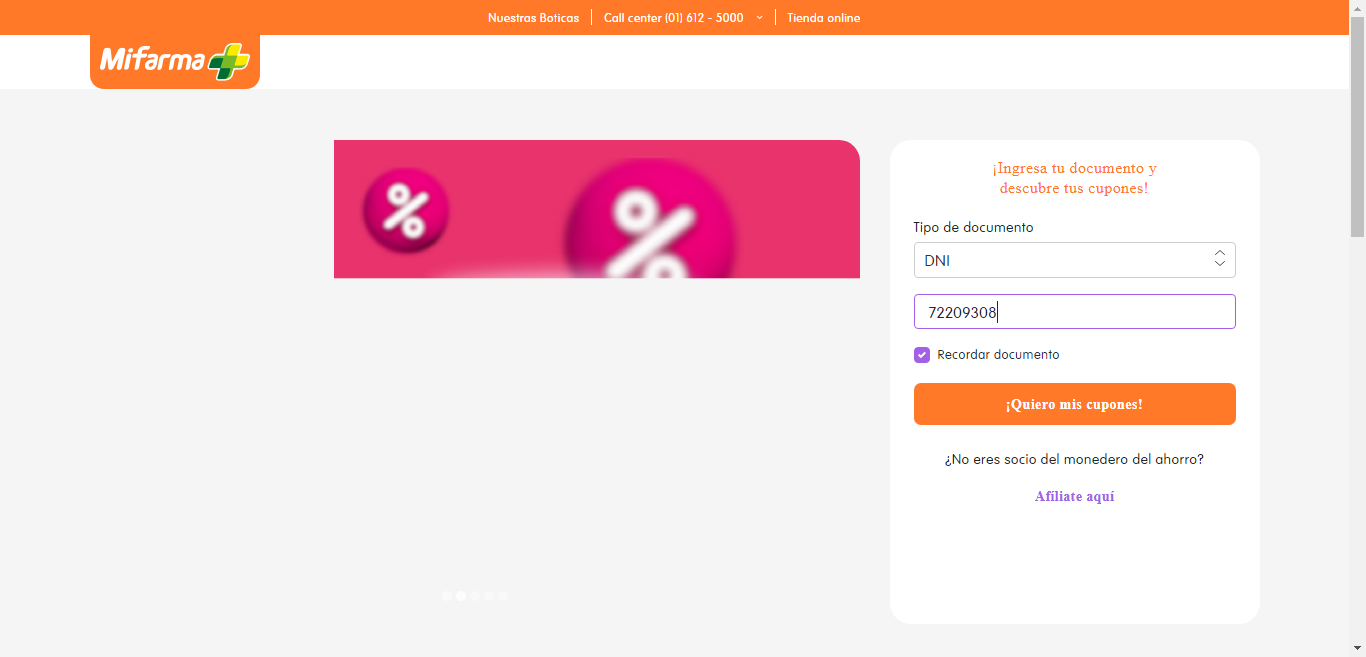 Nuestras Boticas
Call center (01) 612 - 5000
Tienda online
Mifarma
¡Ingresa tu documento y
descubre tus cupones!
Tipo de documento
DNI
72209308
Recordar documento
¡Quiero mis cupones!
¿No eres socio del monedero del ahorro?
Afíliate aquí
%
%